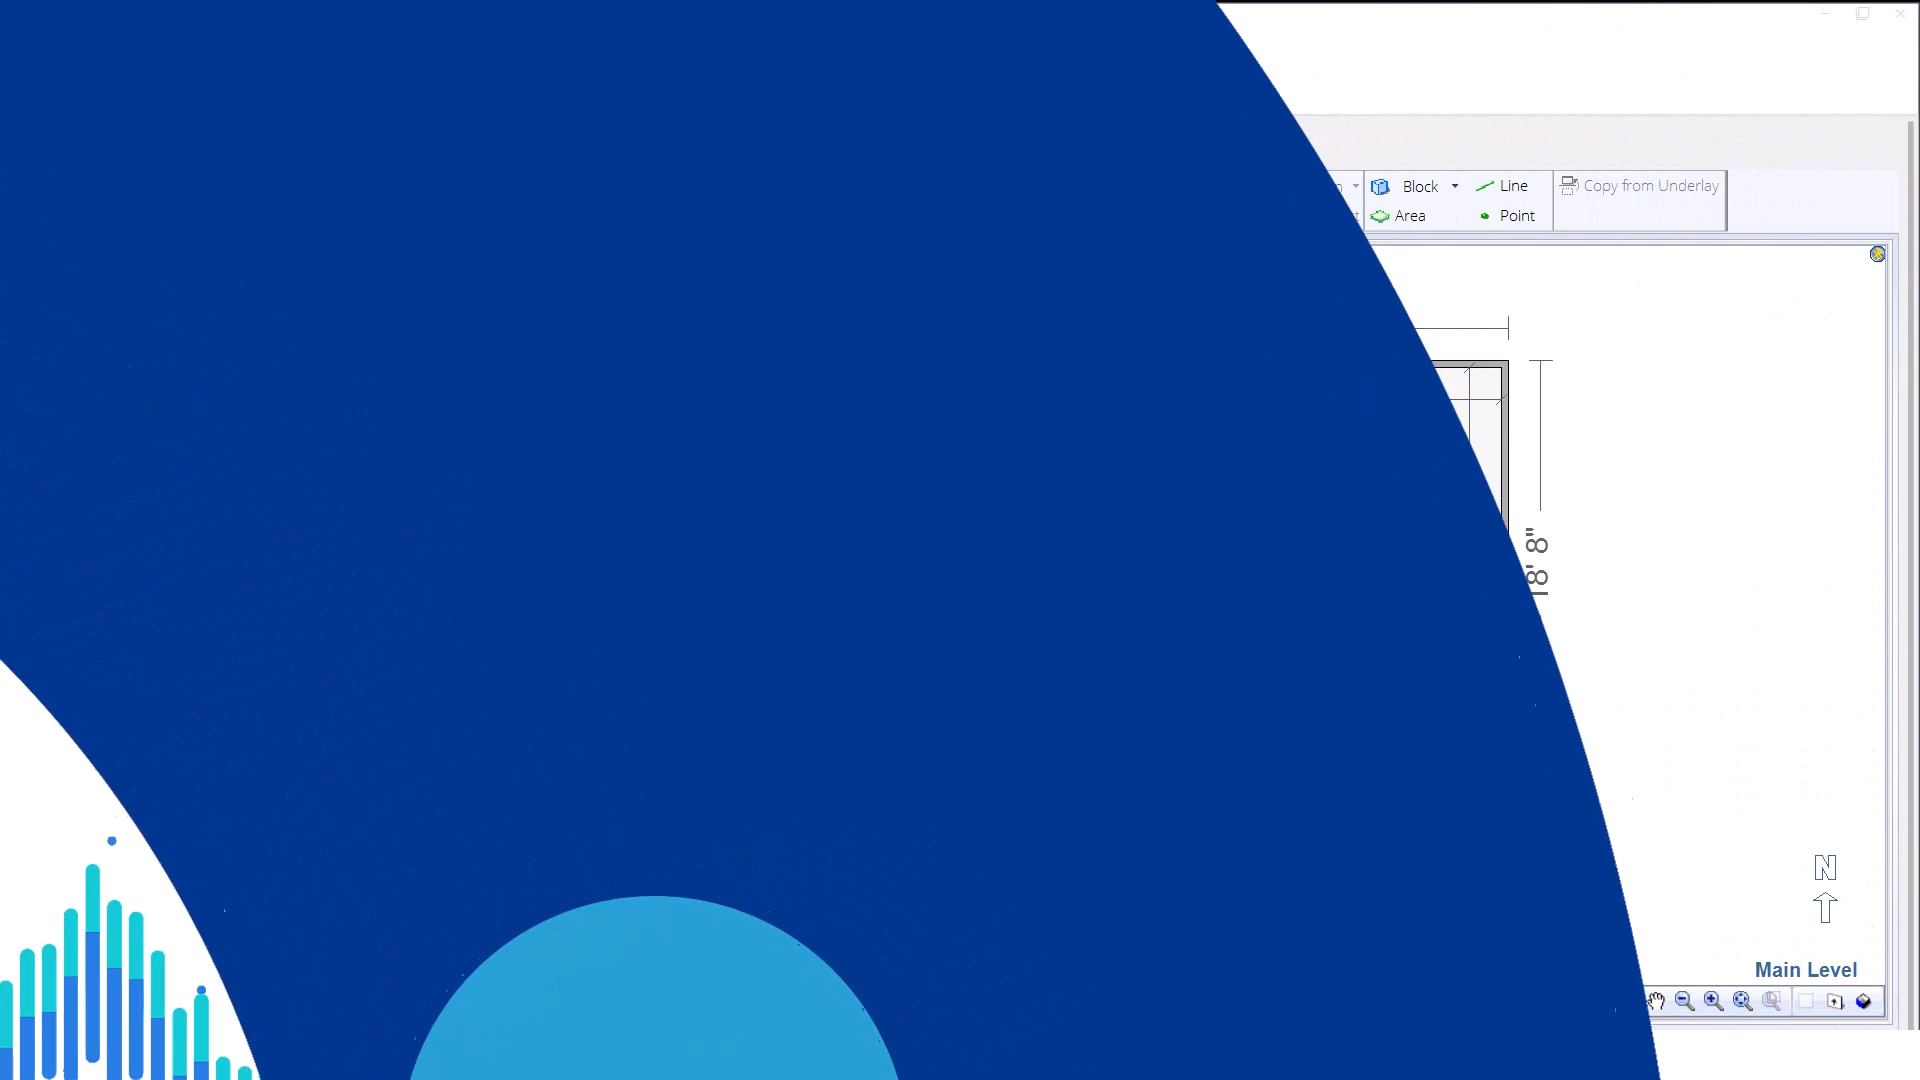 Block
Line
Copy from Underlay
Area
Point
18' 8"
N
Main Level